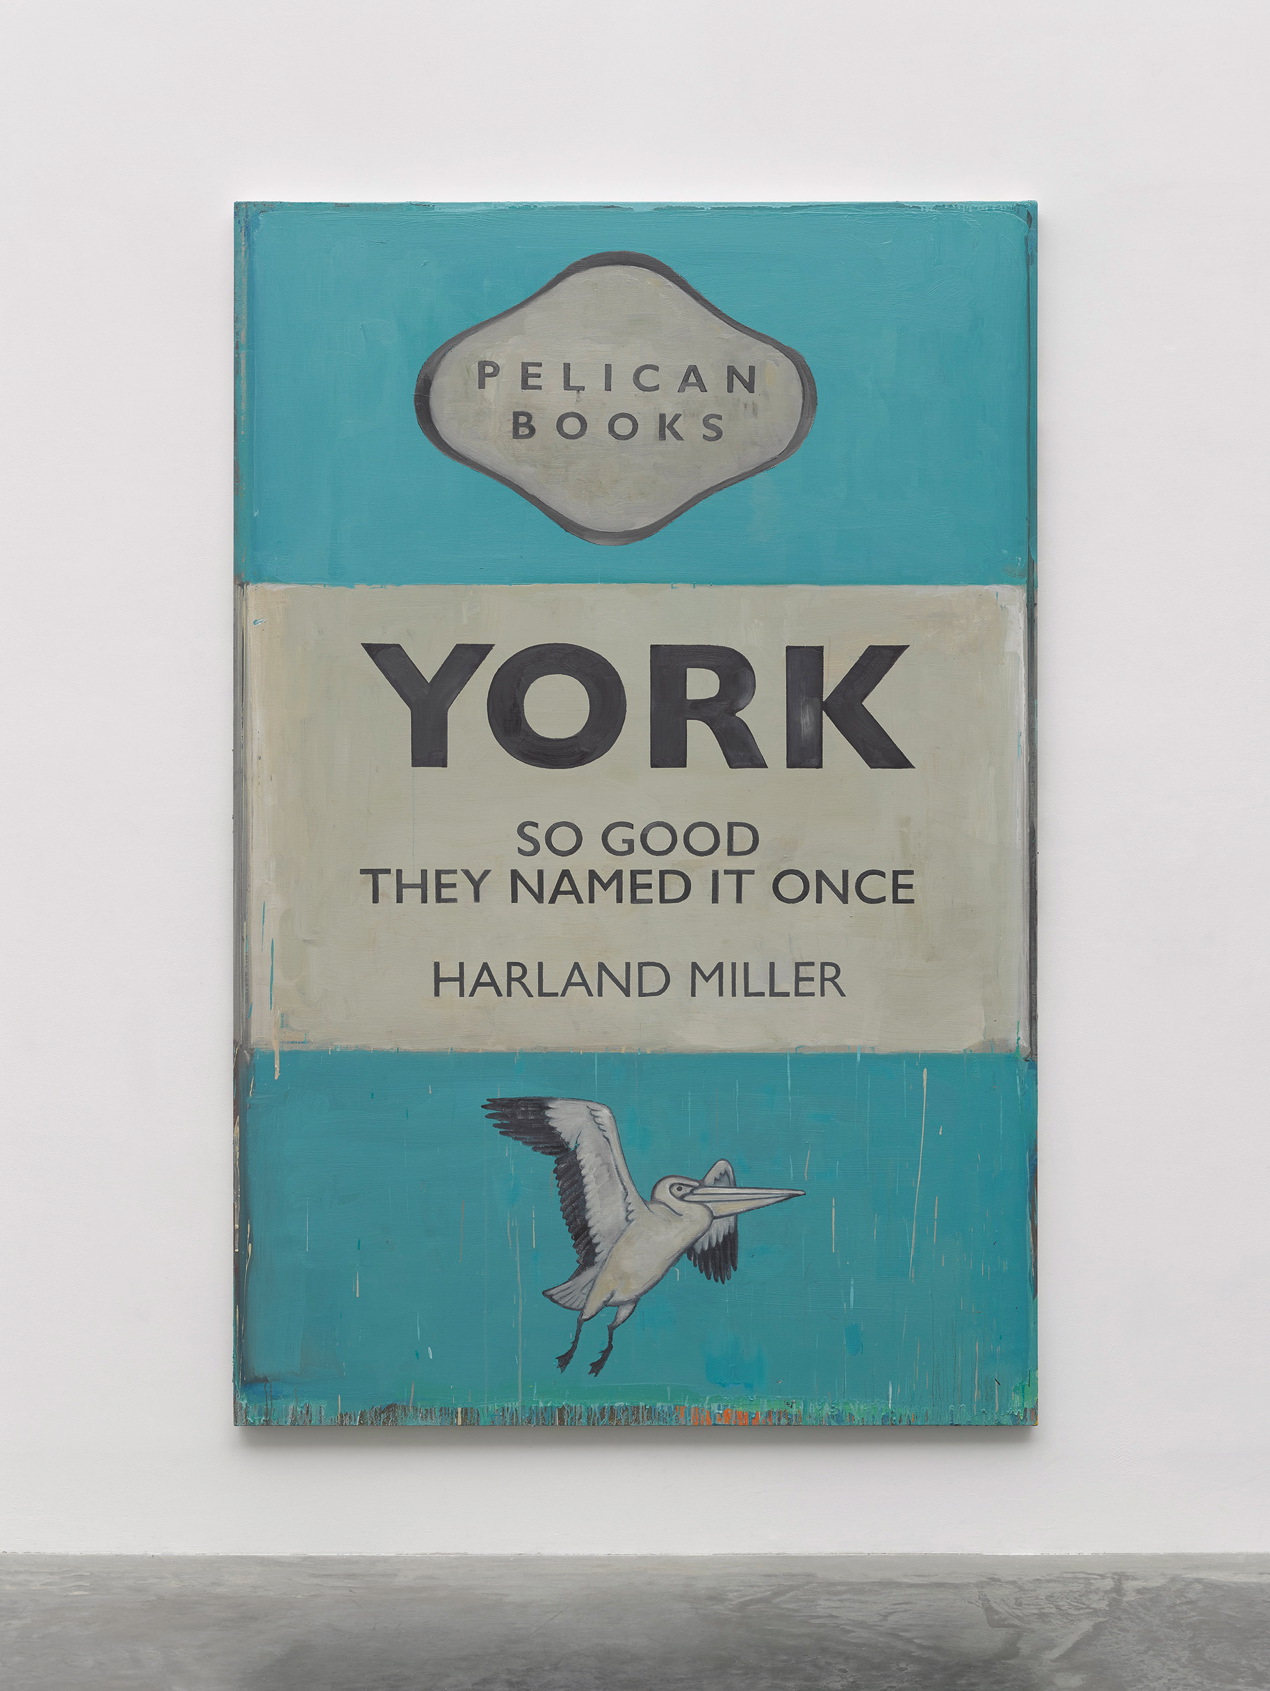 PELICAN
BOOKS
YORK
SO GOOD
THEY NAMED IT ONCE
HARLAND MILLER